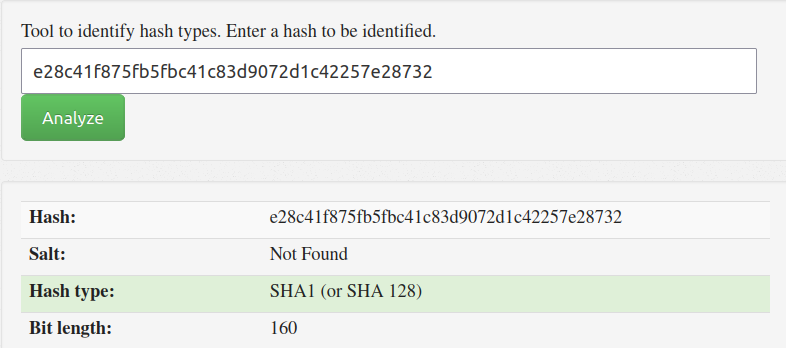 Tool to identify hash types. Enter a hash to be identified.
e28c41f875fb5fbc41c83d9072d1c42257e28732
Analyze
Hash: e28c41f875fb5fbc41c83d9072d1c42257e28732
Salt: Not Found
Hash type: SHA1 (or SHA 128)
Bit length: 160